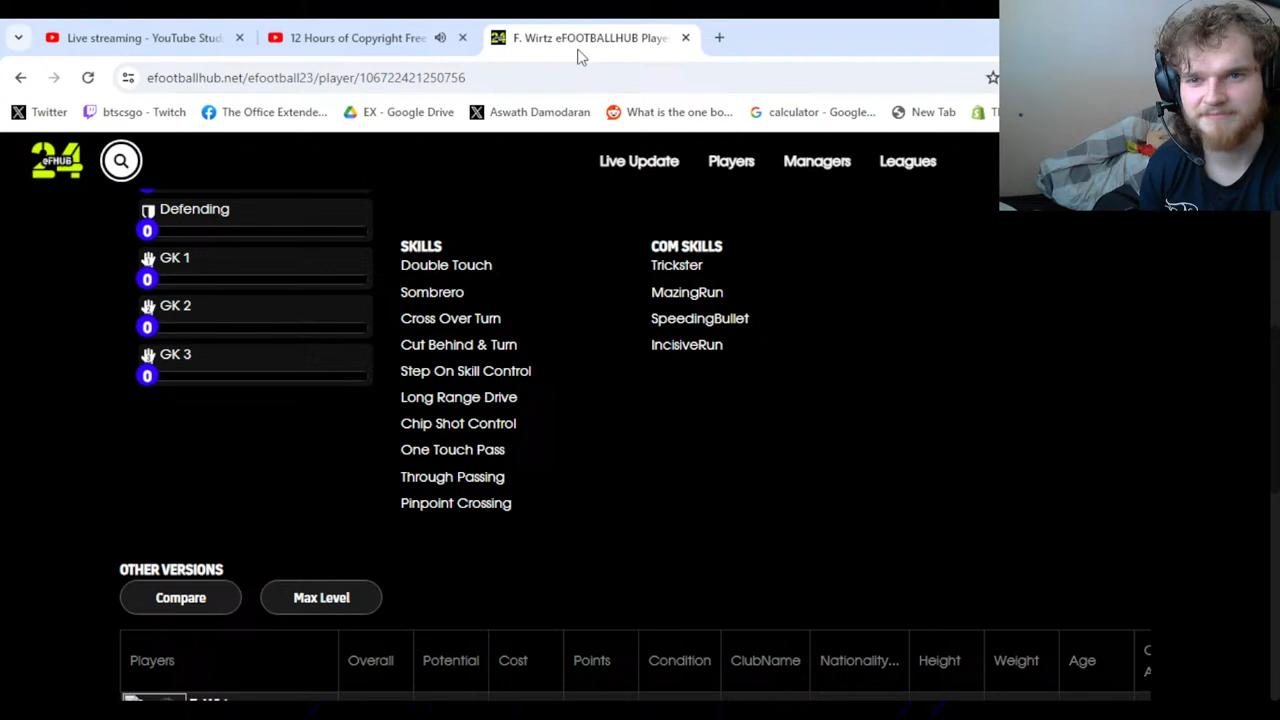 Live streaming - YouTube Stud
12 Hours of Copyright Free
24 F. Wirtz eFOOTBALLHUB Playe
efootballhub.net/efootball23/player/106722421250756
Twitter
btscsgo - Twitch
The Office Extende...
EX - Google Drive
Aswath Damodaran
What is the one bo...
calculator - Google...
New Tab
24
eFHUB
Live Update
Players
Managers
Leagues
Defending
0
GK 1
0
GK 2
0
GK 3
0
SKILLS
Double Touch
Sombrero
Cross Over Turn
Cut Behind & Turn
Step On Skill Control
Long Range Drive
Chip Shot Control
One Touch Pass
Through Passing
Pinpoint Crossing
COM SKILLS
Trickster
MazingRun
SpeedingBullet
IncisiveRun
OTHER VERSIONS
Compare
Max Level
Players
Overall
Potential
Cost
Points
Condition
ClubName
Nationality...
Height
Weight
Age